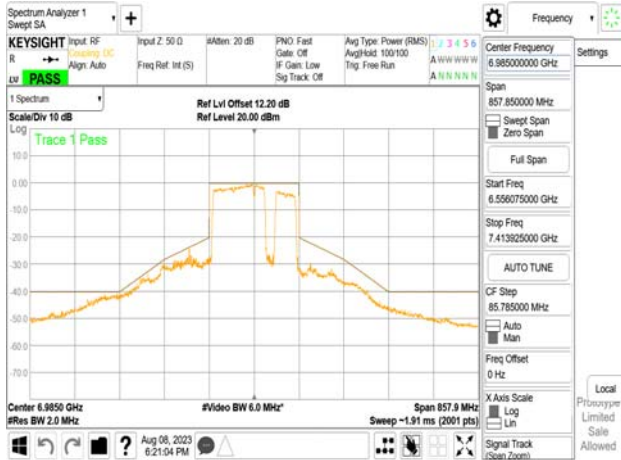 Spectrum Analyzer 1
Swept SA
+
Frequency
KEYSIGHT
R
LV PASS
Input: RF
Coupling: DC
Align: Auto
Input Z: 50 Ω
Freq Ref: Int (S)
#Atten: 20 dB
PNO: Fast
Gate: Off
IF Gain: Low
Sig Track: Off
Avg Type: Power (RMS)
Avg|Hold: 100/100
Trig: Free Run
1 2 3 4 5 6
A W W W W W
A N N N N N
1 Spectrum
Scale/Div 10 dB
Ref Lvl Offset 12.20 dB
Ref Level 20.00 dBm
Log
Trace 1 Pass
10.0
0.00
-10.0
-20.0
-30.0
-40.0
-50.0
-60.0
-70.0
Center 6.9850 GHz
#Res BW 2.0 MHz
#Video BW 6.0 MHz*
Span 857.9 MHz
Sweep ~1.91 ms (2001 pts)
?
Aug 08, 2023
6:21:04 PM
Center Frequency
6.985000000 GHz
Span
857.850000 MHz
Swept Span
Zero Span
Full Span
Start Freq
6.556075000 GHz
Stop Freq
7.413925000 GHz
AUTO TUNE
CF Step
85.785000 MHz
Auto
Man
Freq Offset
0 Hz
X Axis Scale
Log
Lin
Signal Track
(Span Zoom)
Settings
Local
Prototype
Limited
Sale
Allowed